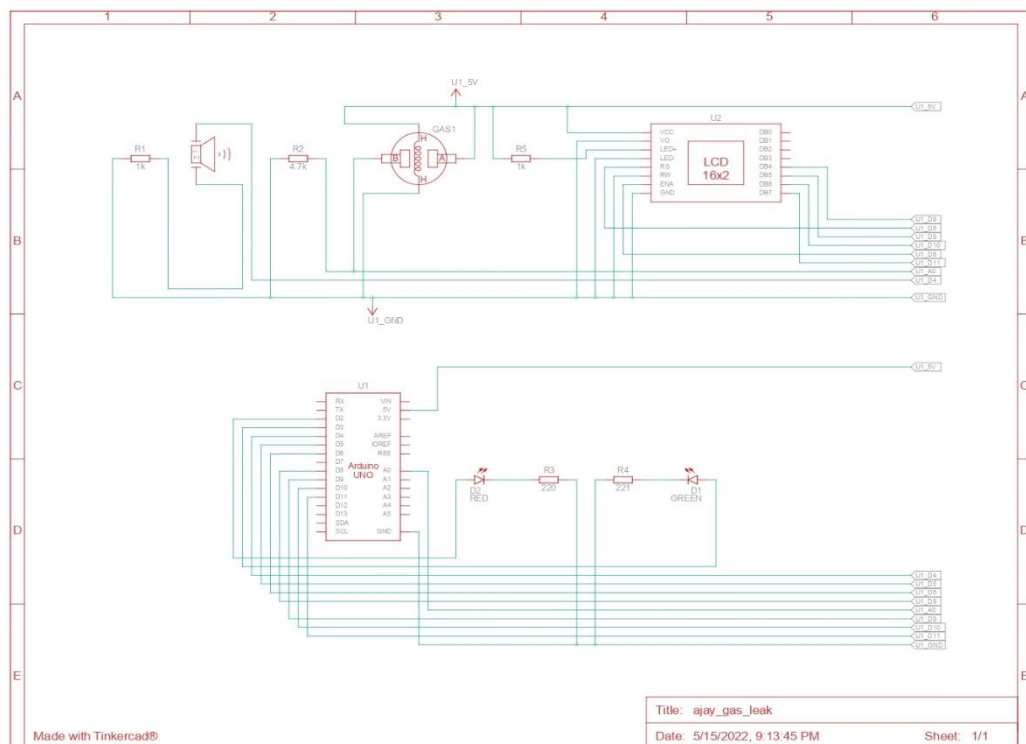 1 2 3 4 5 6
A A
B B
C C
D D
E E
U1_5V
U1_5V
R1
1k
R2
4.7k
GAS1
H
B A
H
R5
1k
U2
LCD
16x2
VCC
VO
LED+
LED-
RS
RW
ENA
GND
DB0
DB1
DB2
DB3
DB4
DB5
DB6
DB7
U1_D8
U1_D5
U1_D9
U1_D10
U1_D6
U1_D11
U1_A0
U1_D4
U1_GND
U1_GND
U1_5V
U1
Arduino
UNO
RX
TX
D2
D3
D4
D5
D6
D7
D8
D9
D10
D11
D12
D13
SDA
SCL
VIN
5V
3.3V
AREF
IOREF
RES
A0
A1
A2
A3
A4
A5
GND
D2
RED
R3
220
R4
221
D1
GREEN
U1_D4
U1_D5
U1_D6
U1_D8
U1_A0
U1_D9
U1_D10
U1_D11
U1_GND
Title: ajay_gas_leak
Made with Tinkercad®
Date: 5/15/2022, 9:13:45 PM Sheet: 1/1